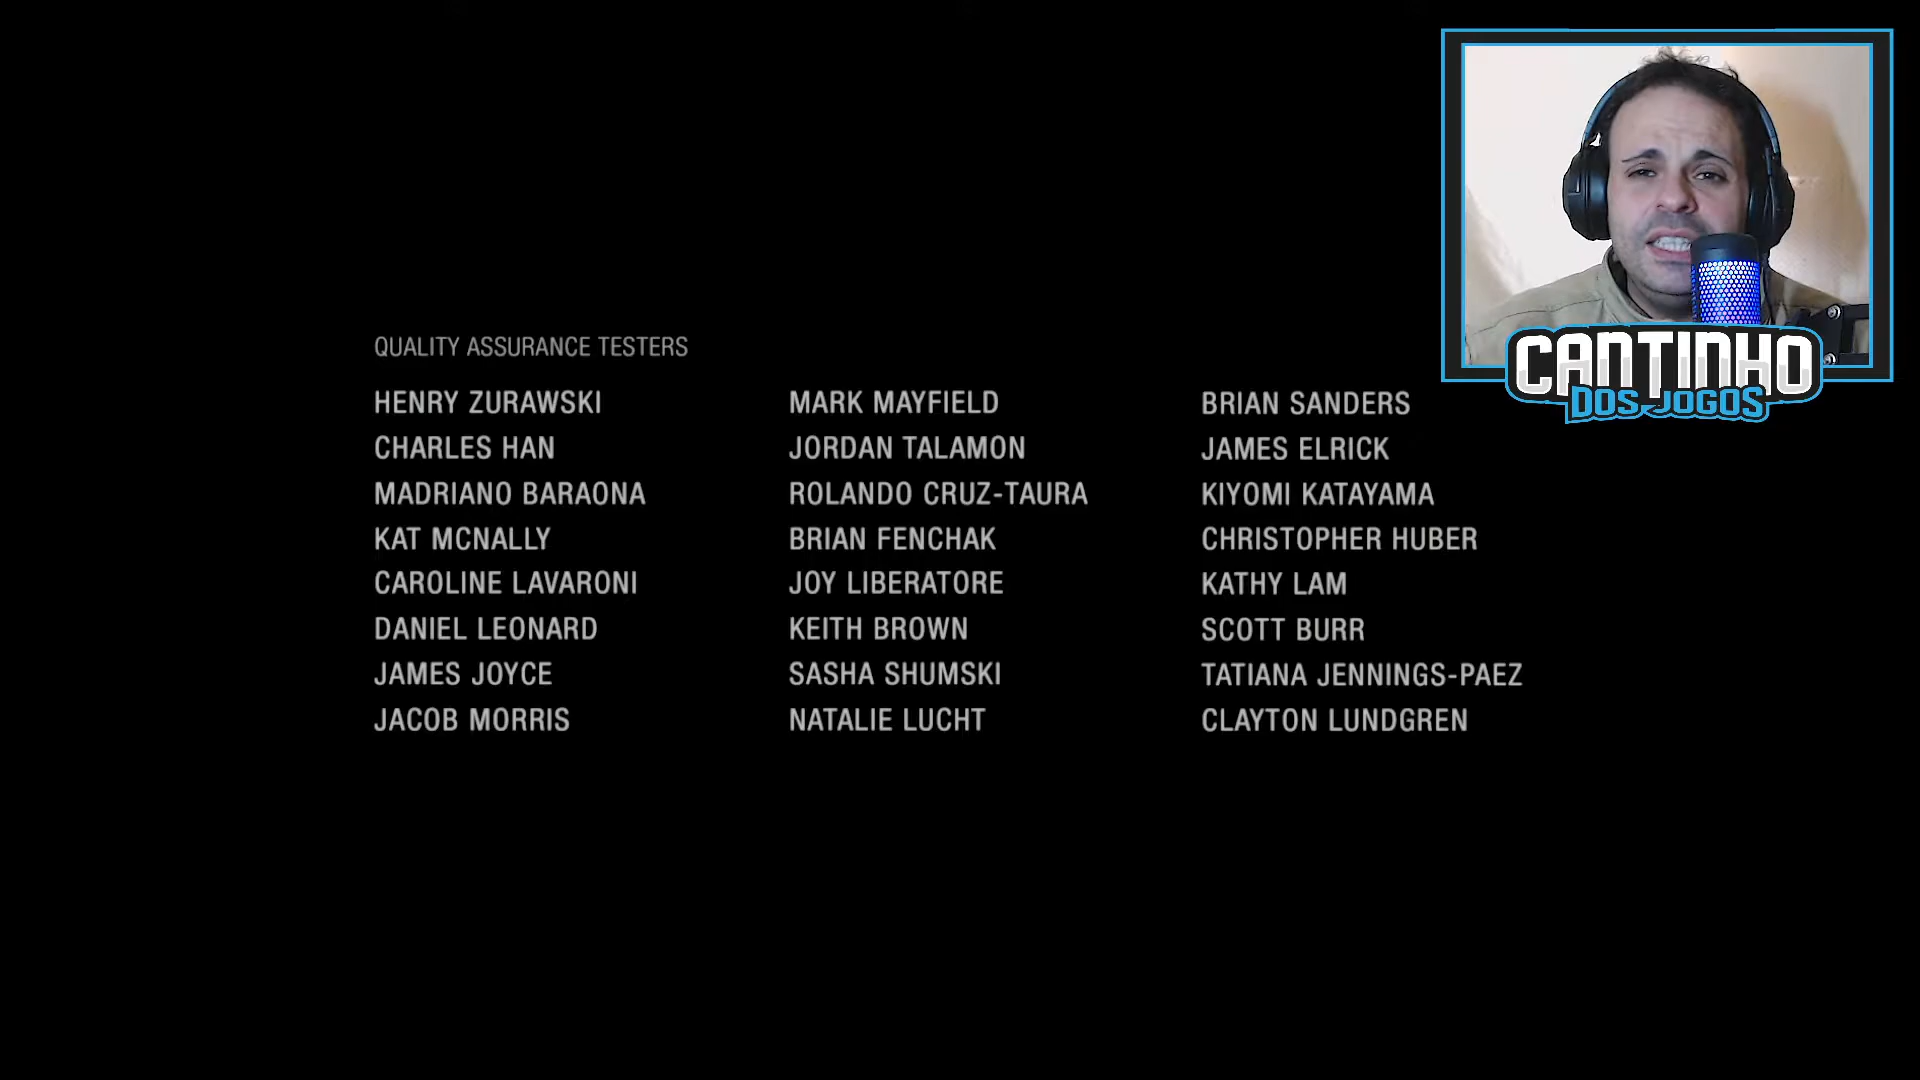 QUALITY ASSURANCE TESTERS
HENRY ZURAWSKI
CHARLES HAN
MADRIANO BARAONA
KAT MCNALLY
CAROLINE LAVARONI
DANIEL LEONARD
JAMES JOYCE
JACOB MORRIS
MARK MAYFIELD
JORDAN TALAMON
ROLANDO CRUZ-TAURA
BRIAN FENCHAK
JOY LIBERATORE
KEITH BROWN
SASHA SHUMSKI
NATALIE LUCHT
BRIAN SANDERS
JAMES ELRICK
KIYOMI KATAYAMA
CHRISTOPHER HUBER
KATHY LAM
SCOTT BURR
TATIANA JENNINGS-PAEZ
CLAYTON LUNDGREN
CANTINHO
DOS JOGOS